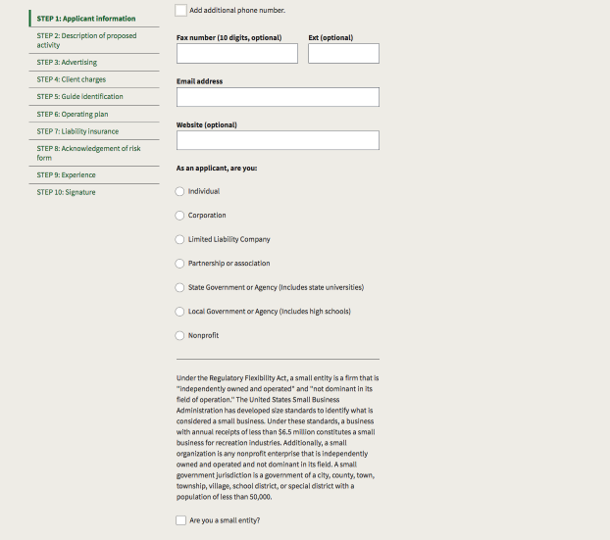 STEP 1: Applicant information
STEP 2: Description of proposed
activity
STEP 3: Advertising
STEP 4: Client charges
STEP 5: Guide identification
STEP 6: Operating plan
STEP 7: Liability insurance
STEP 8: Acknowledgement of risk
form
STEP 9: Experience
STEP 10: Signature
Add additional phone number.
Fax number (10 digits, optional)
Ext (optional)
Email address
Website (optional)
As an applicant, are you:
Individual
Corporation
Limited Liability Company
Partnership or association
State Government or Agency (includes state universities)
Local Government or Agency (includes high schools)
Nonprofit
Under the Regulatory Flexibility Act, a small entity is a firm that is
"independently owned and operated" and "not dominant in its
field of operation." The United States Small Business
Administration has developed size standards to identify what is
considered a small business. Under these standards, a business
with annual receipts of less than $6.5 million constitutes a small
business for recreation industries. Additionally, a small
organization is any nonprofit enterprise that is independently
owned and operated and not dominant in its field. A small
government jurisdiction is a government of a city, county, town,
township, village, school district, or special district with a
population of less than 50,000.
Are you a small entity?